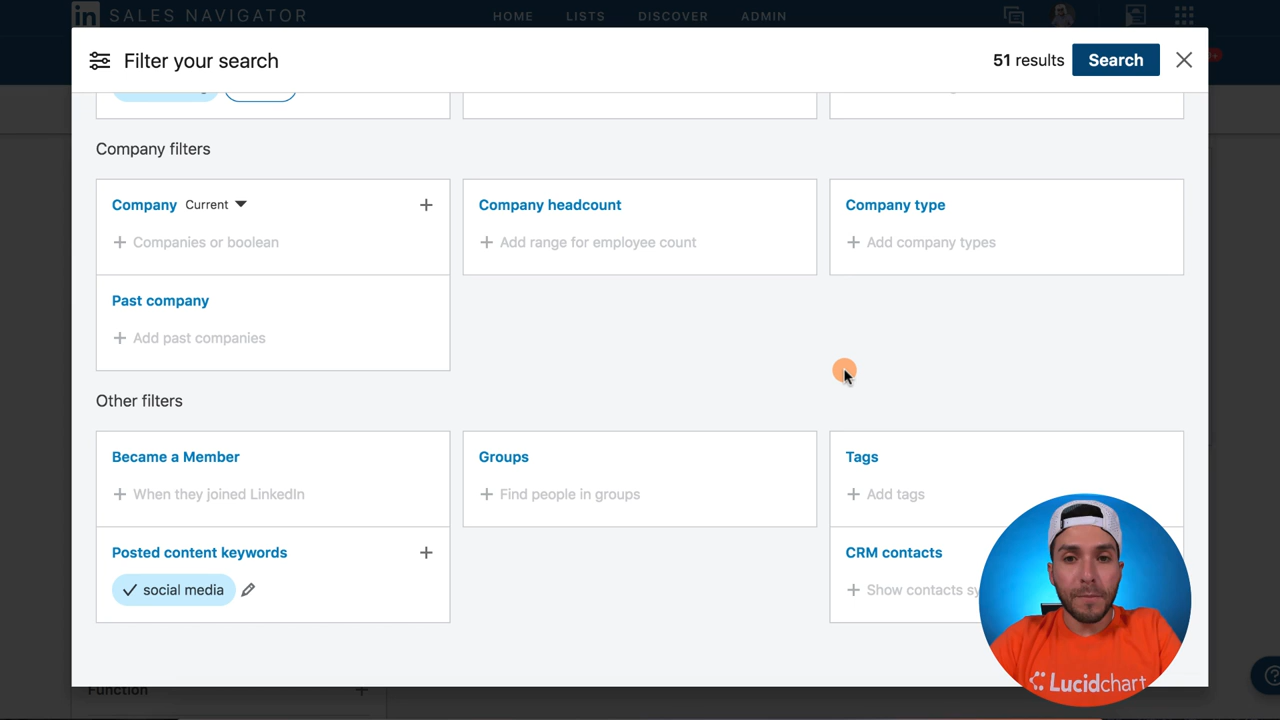 in SALES NAVIGATOR
HOME LISTS DISCOVER ADMIN
Filter your search
51 results
Search
Company filters
Company Current
Companies or boolean
Company headcount
Add range for employee count
Company type
Add company types
Past company
Add past companies
Other filters
Became a Member
When they joined LinkedIn
Groups
Find people in groups
Tags
Add tags
Posted content keywords
social media
CRM contacts
Show contacts
Lucidchart
Function